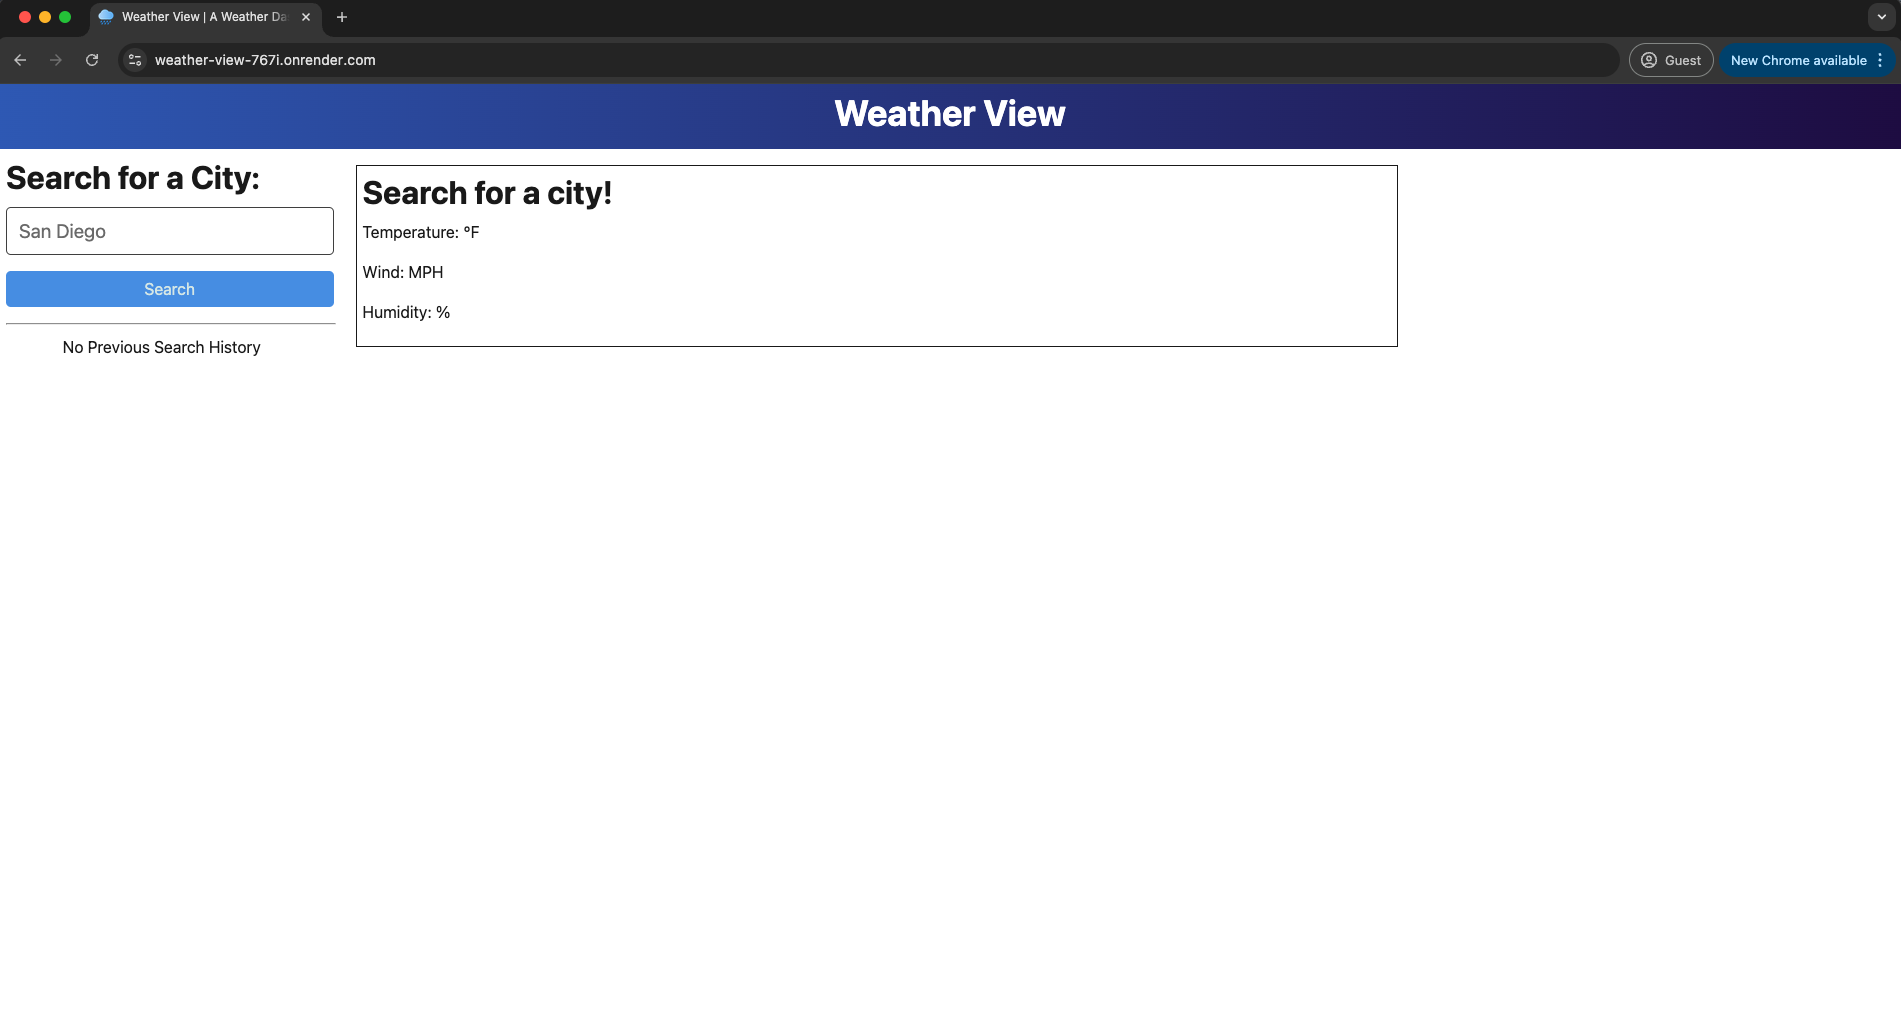 Weather View | A Weather Da
weather-view-767i.onrender.com
Guest
New Chrome available
Weather View
Search for a City:
San Diego
Search
No Previous Search History
Search for a city!
Temperature: °F
Wind: MPH
Humidity: %